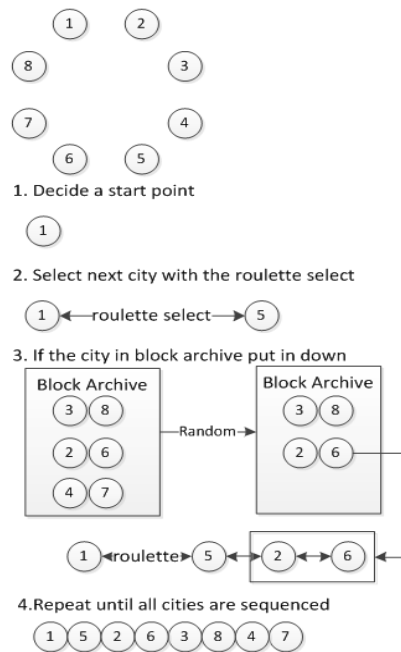 1 2
8 3
7 4
6 5
1. Decide a start point
1
2. Select next city with the roulette select
1 roulette select 5
3. If the city in block archive put in down
Block Archive
3 8
2 6
4 7
Random
Block Archive
3 8
2 6
1 roulette 5 2 6
4.Repeat until all cities are sequenced
1 5 2 6 3 8 4 7